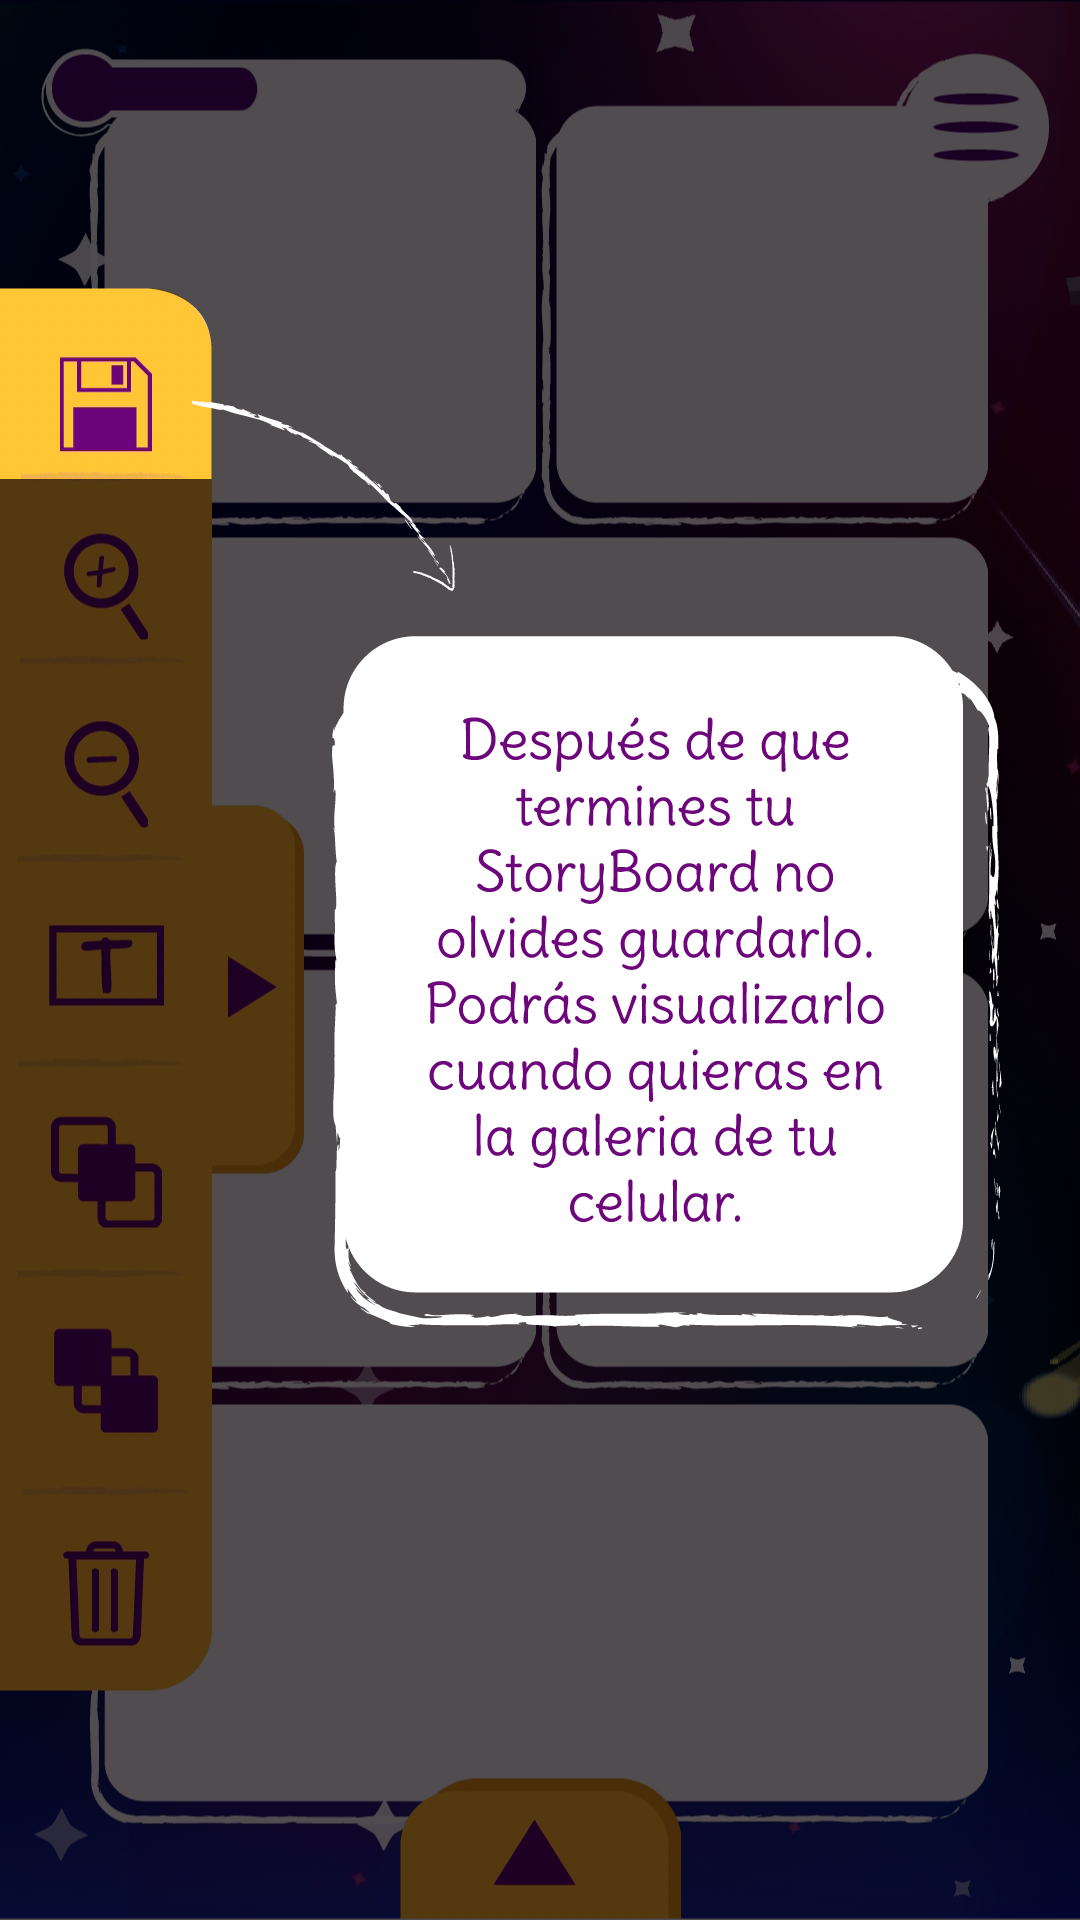 Después de que
termines tu
StoryBoard no
olvides guardarlo.
Podrás visualizarlo
cuando quieras en
la galeria de tu
celular.
T